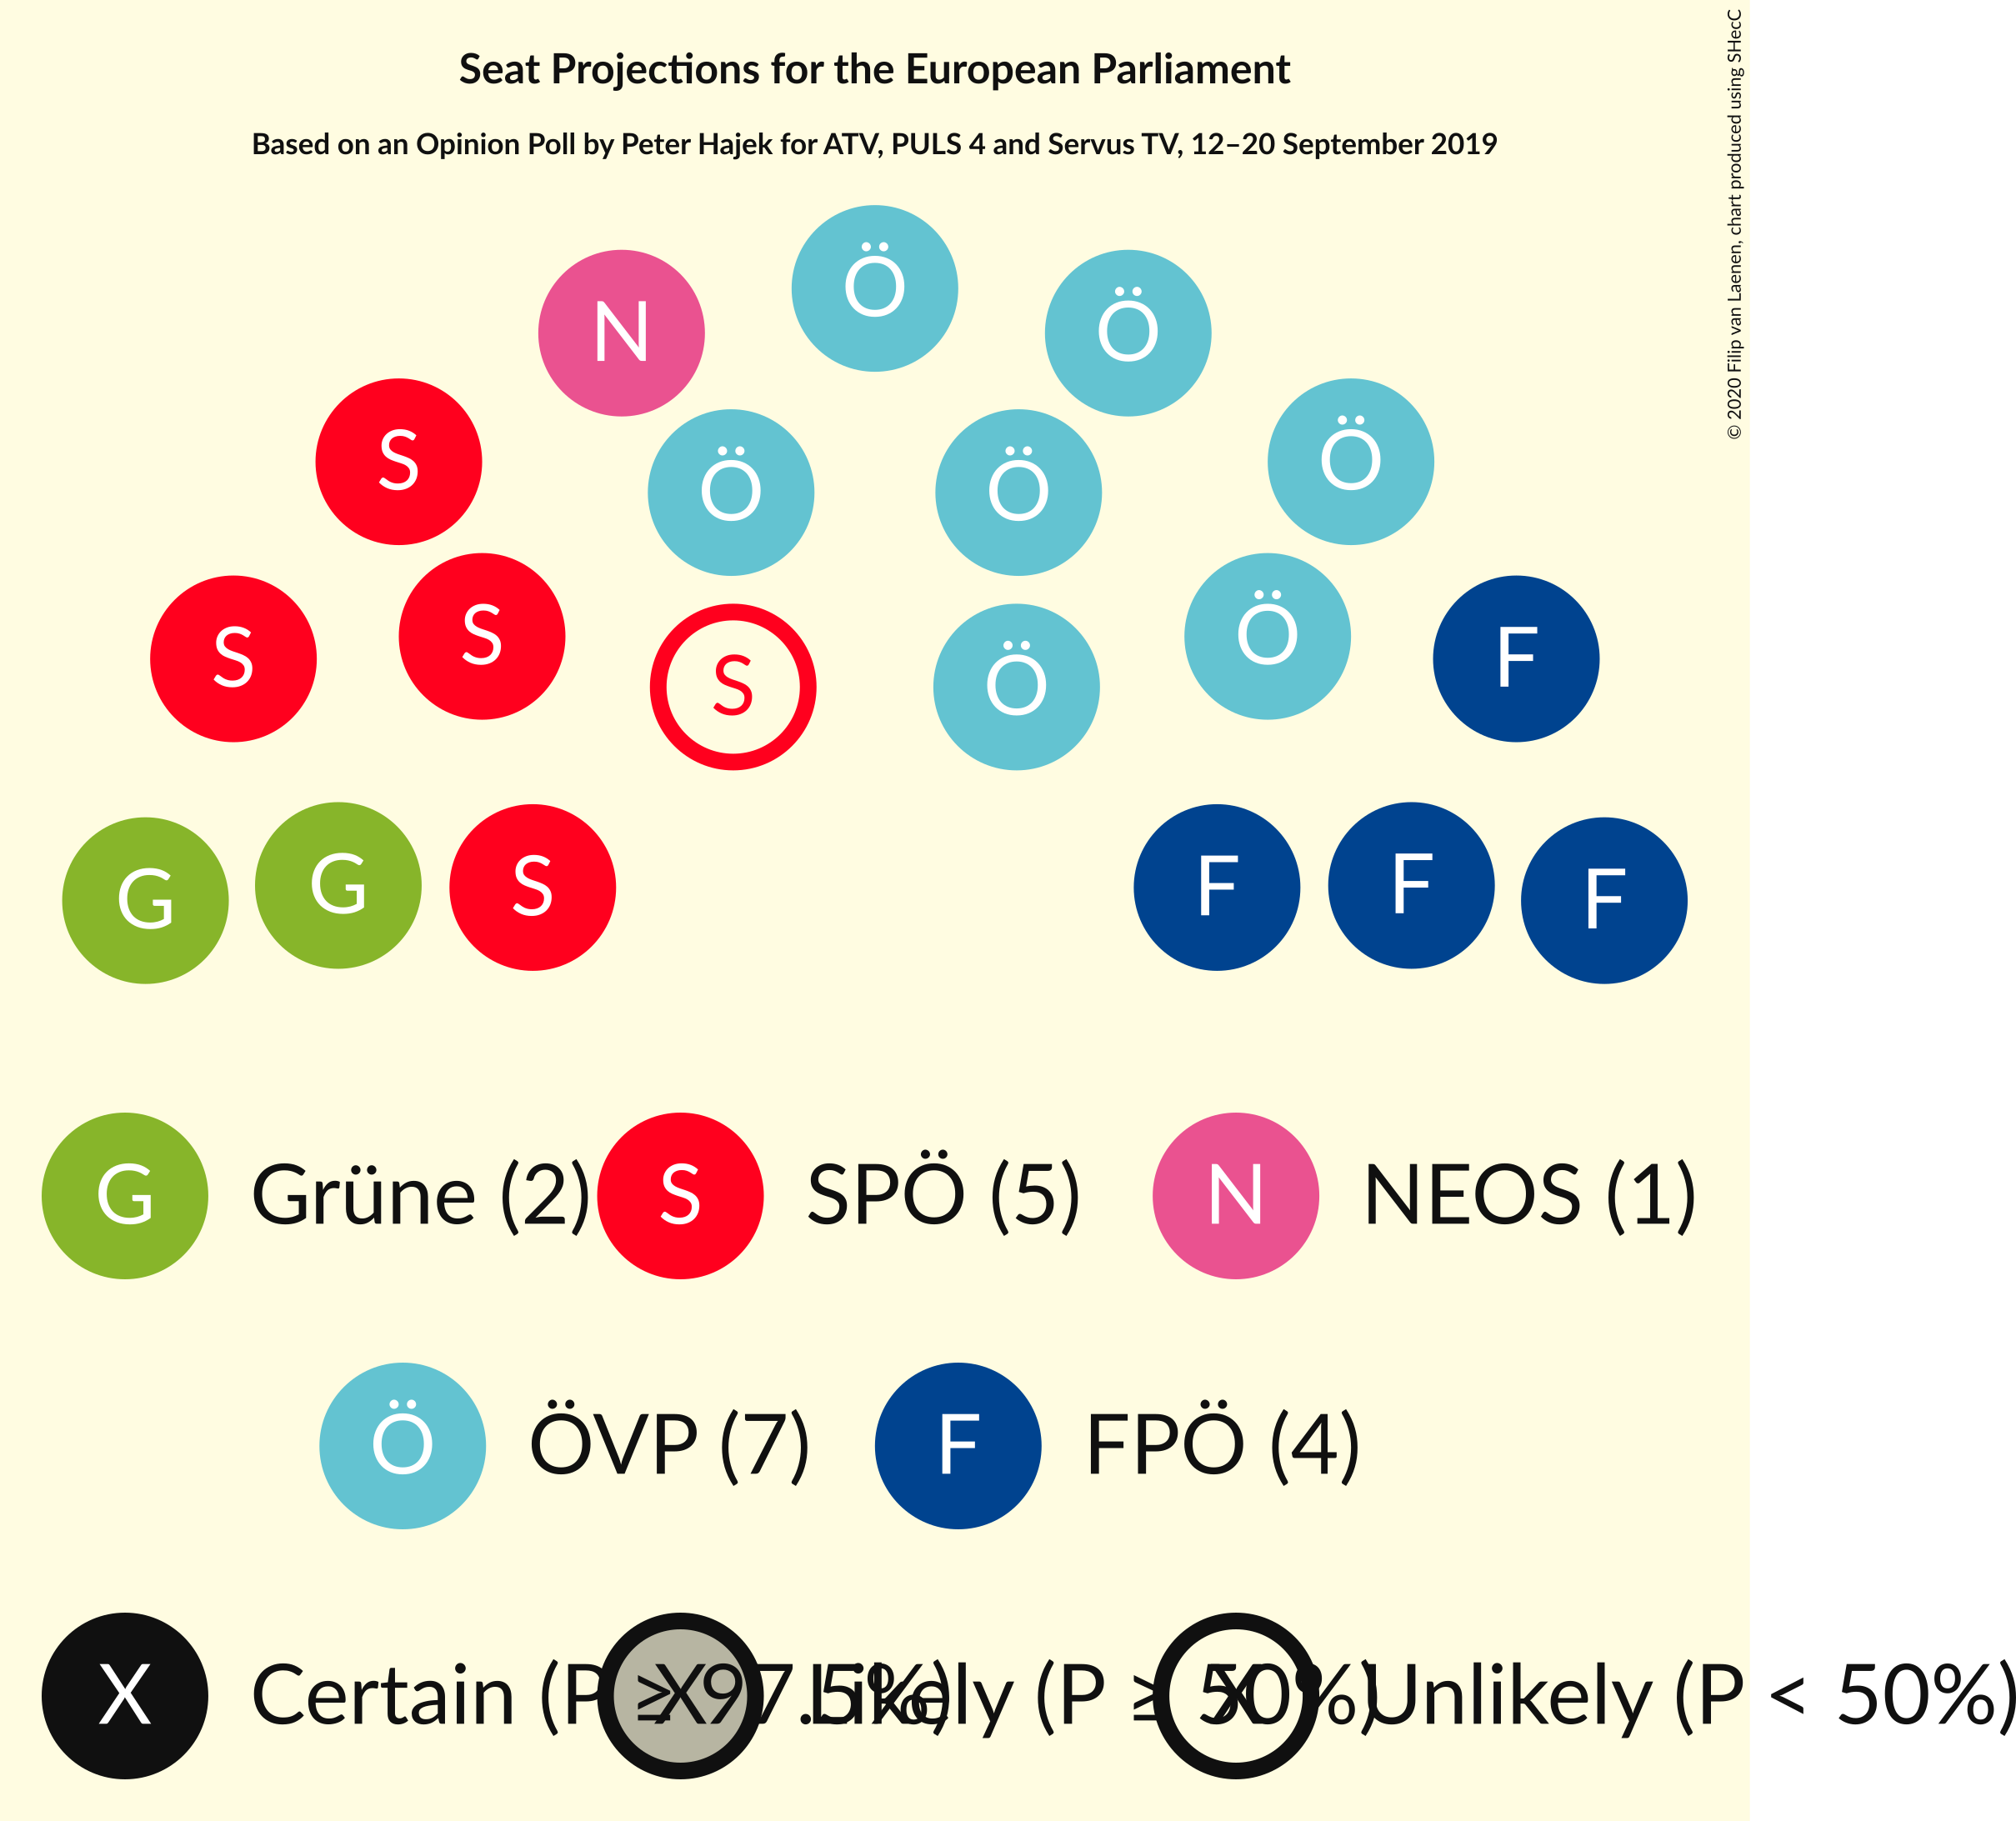 Seat Projections for the European Parliament
Based on an Opinion Poll by Peter Hajek for ATV, PULS 4 and Servus TV, 12–20 September 2019
© 2020 Filip van Laenen, chart produced using SHecC
Ö
N Ö
S Ö
Ö Ö
S S Ö F
S Ö
G G S F F F
G Grüne (2) S SPÖ (5) N NEOS (1)
Ö ÖVP (7) F FPÖ (4)
X Certain (P ≥ 97.5%) X Likely (P ≥ 50%) X Unlikely (P < 50%)